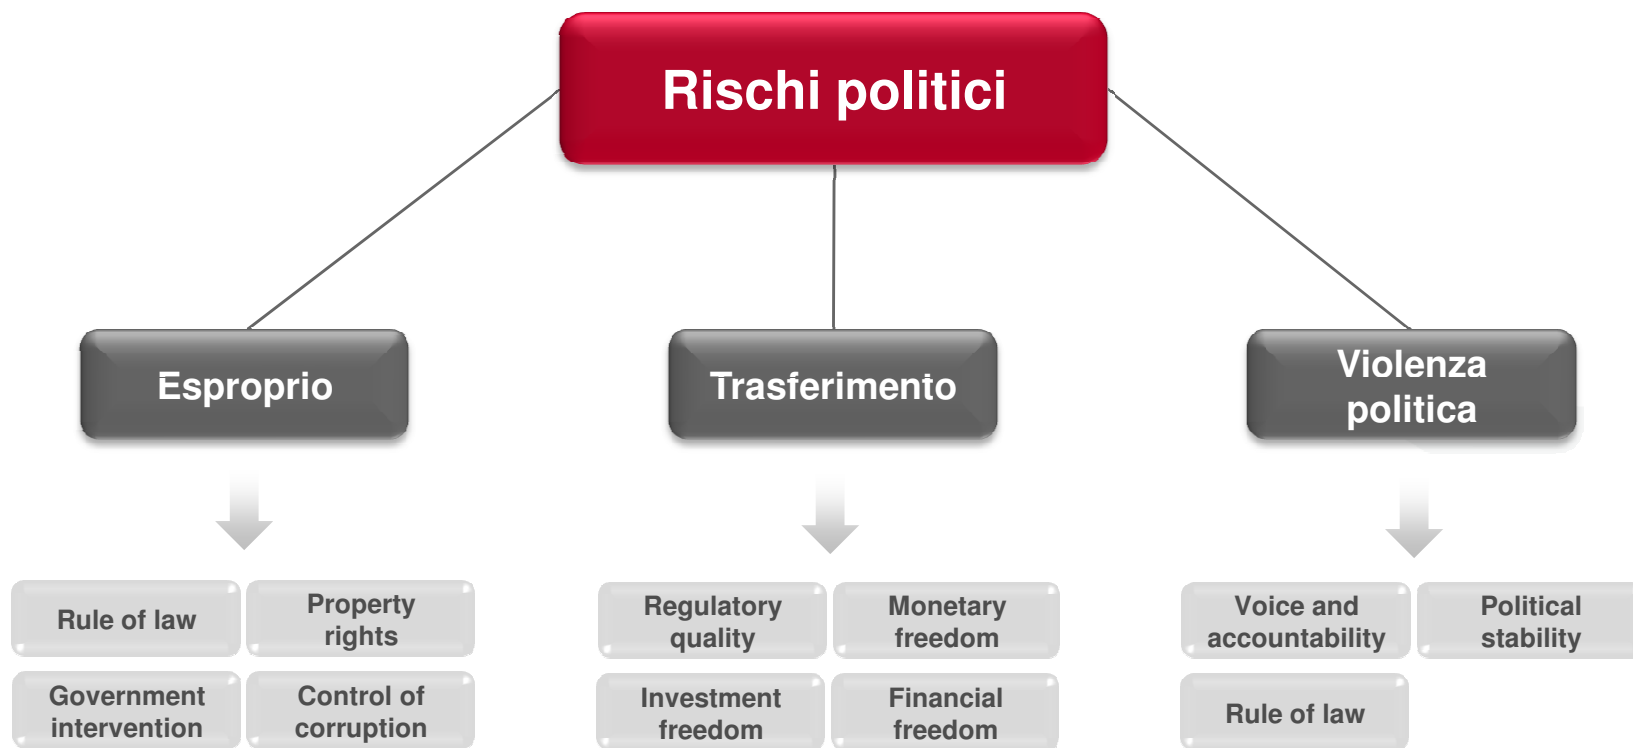 Rischi politici
Esproprio
Trasferimento
Violenza
politica
Rule of law
Property
rights
Government
intervention
Control of
corruption
Regulatory
quality
Monetary
freedom
Investment
freedom
Financial
freedom
Voice and
accountability
Political
stability
Rule of law